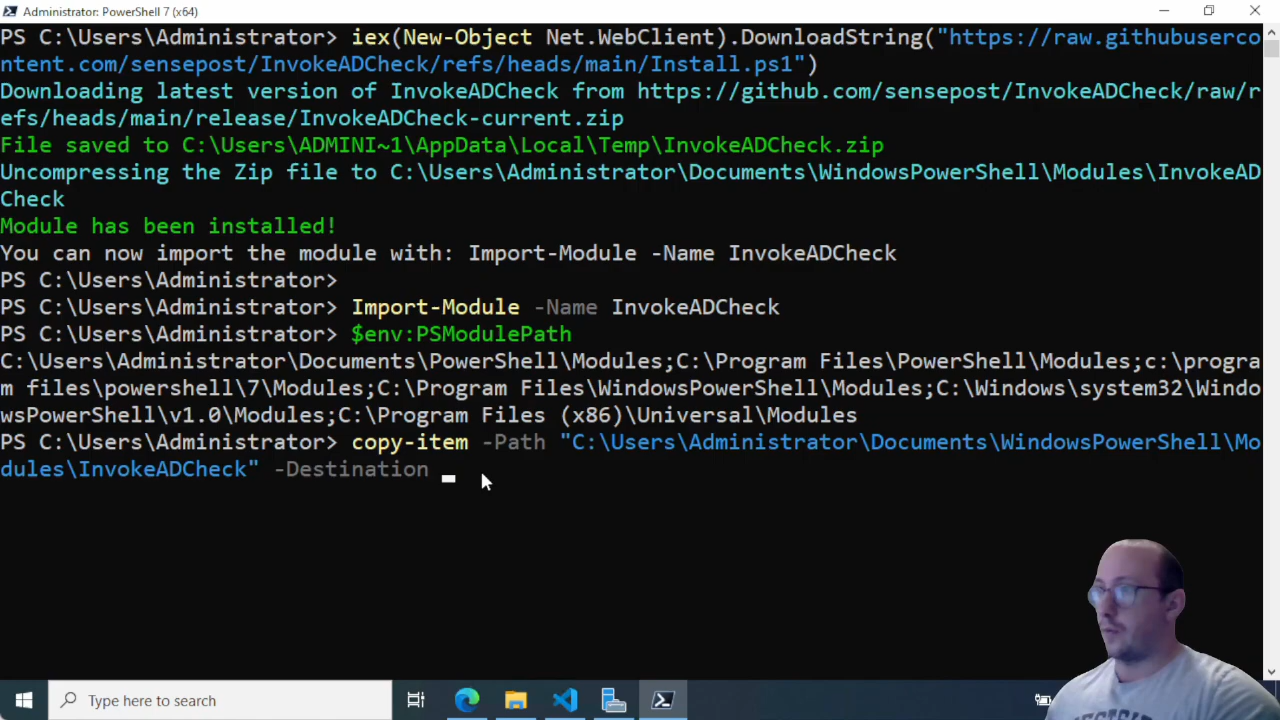 Administrator: PowerShell 7 (x64)
PS C:\Users\Administrator> iex(New-Object Net.WebClient).DownloadString("https://raw.githubuserco
ntent.com/sensepost/InvokeADCheck/refs/heads/main/Install.ps1")
Downloading latest version of InvokeADCheck from https://github.com/sensepost/InvokeADCheck/raw/r
efs/heads/main/release/InvokeADCheck-current.zip
File saved to C:\Users\ADMINI~1\AppData\Local\Temp\InvokeADCheck.zip
Uncompressing the Zip file to C:\Users\Administrator\Documents\WindowsPowerShell\Modules\InvokeAD
Check
Module has been installed!
You can now import the module with: Import-Module -Name InvokeADCheck
PS C:\Users\Administrator>
PS C:\Users\Administrator> Import-Module -Name InvokeADCheck
PS C:\Users\Administrator> $env:PSModulePath
C:\Users\Administrator\Documents\PowerShell\Modules;C:\Program Files\PowerShell\Modules;c:\progra
m files\powershell\7\Modules;C:\Program Files\WindowsPowerShell\Modules;C:\Windows\system32\Windo
wsPowerShell\v1.0\Modules;C:\Program Files (x86)\Universal\Modules
PS C:\Users\Administrator> copy-item -Path "C:\Users\Administrator\Documents\WindowsPowerShell\Mo
dules\InvokeADCheck" -Destination
Type here to search